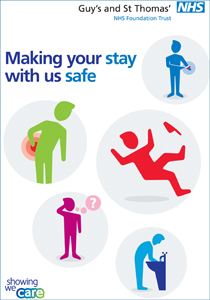 Guy's and St Thomas' NHS
NHS Foundation Trust
Making your stay
with us safe
?
showing
we
care